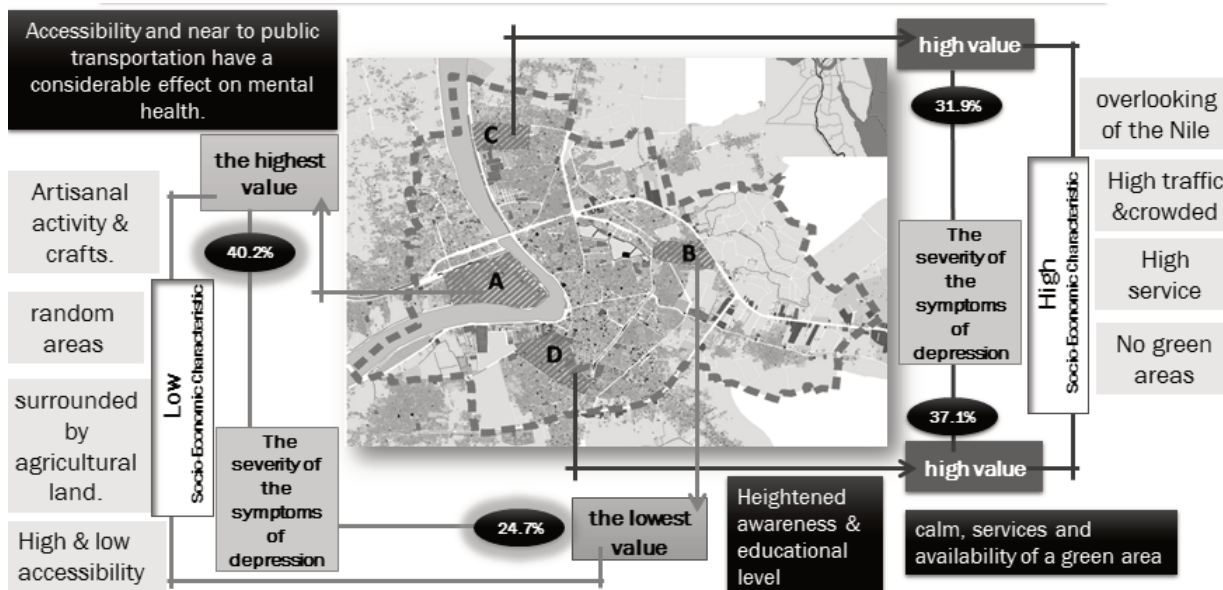 Accessibility and near to public
transportation have a
considerable effect on mental
health.
the highest
value
Artisanal
activity &
crafts.
40.2%
random
areas
surrounded
by
agricultural
land.
High & low
accessibility
Low
Socio-Economic Characteristic
The
severity of
the
symptoms
of
depression
C
B
A
D
24.7%
the lowest
value
high value
31.9%
The
severity of
the
symptoms
of
depression
37.1%
high value
High
Socio-Economic Characteristic
overlooking
of the Nile
High traffic
&crowded
High
service
No green
areas
Heightened
awareness &
educational
level
calm, services and
availability of a green area